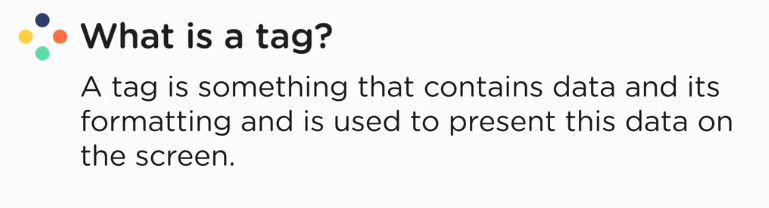 What is a tag?
A tag is something that contains data and its
formatting and is used to present this data on
the screen.